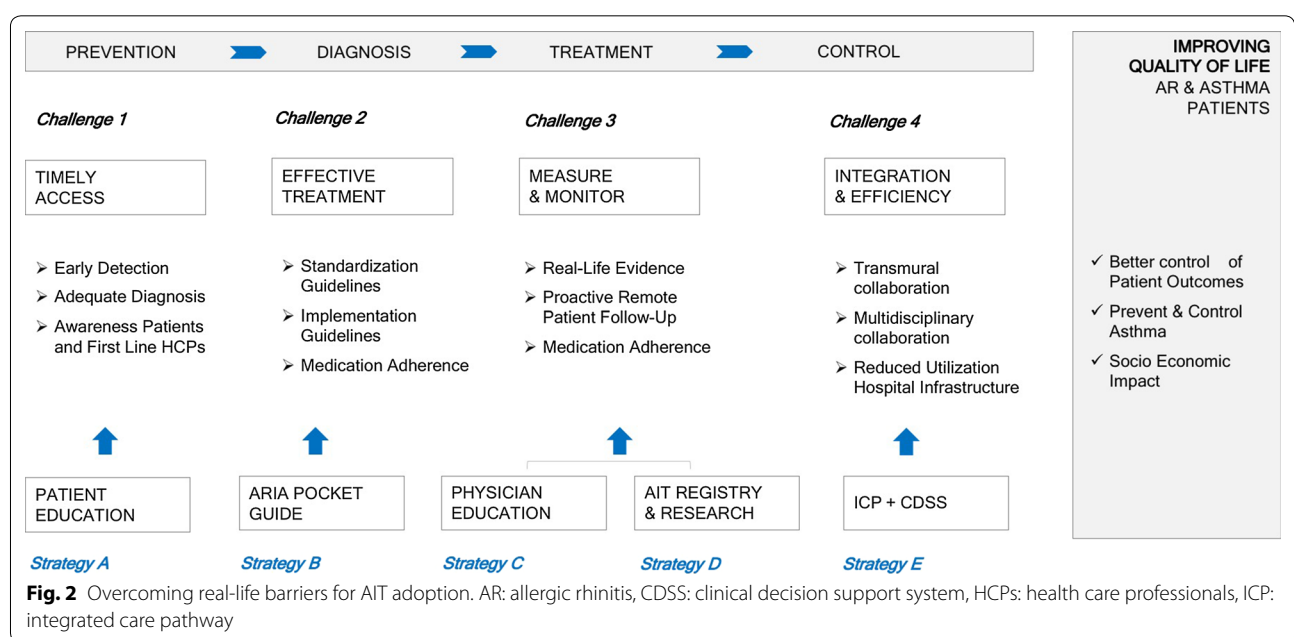 PREVENTION
DIAGNOSIS
TREATMENT
CONTROL
IMPROVING
QUALITY OF LIFE
AR & ASTHMA
PATIENTS
Challenge 1
Challenge 2
Challenge 3
Challenge 4
TIMELY
ACCESS
EFFECTIVE
TREATMENT
MEASURE
& MONITOR
INTEGRATION
& EFFICIENCY
➢ Early Detection
➢ Adequate Diagnosis
➢ Awareness Patients
and First Line HCPs
➢ Standardization
Guidelines
➢ Implementation
Guidelines
➢ Medication Adherence
➢ Real-Life Evidence
➢ Proactive Remote
Patient Follow-Up
➢ Medication Adherence
➢ Transmural
collaboration
➢ Multidisciplinary
collaboration
➢ Reduced Utilization
Hospital Infrastructure
✓ Better control of
Patient Outcomes
✓ Prevent & Control
Asthma
✓ Socio Economic
Impact
PATIENT
EDUCATION
ARIA POCKET
GUIDE
PHYSICIAN
EDUCATION
AIT REGISTRY
& RESEARCH
ICP + CDSS
Strategy A
Strategy B
Strategy C
Strategy D
Strategy E
Fig. 2 Overcoming real-life barriers for AIT adoption. AR: allergic rhinitis, CDSS: clinical decision support system, HCPs: health care professionals, ICP:
integrated care pathway